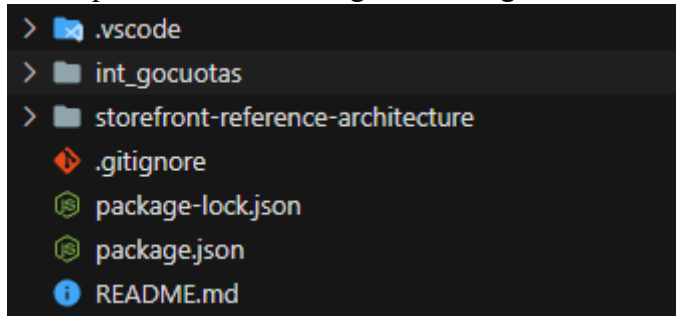 .vscode
int_gocuotas
storefront-reference-architecture
.gitignore
package-lock.json
package.json
README.md